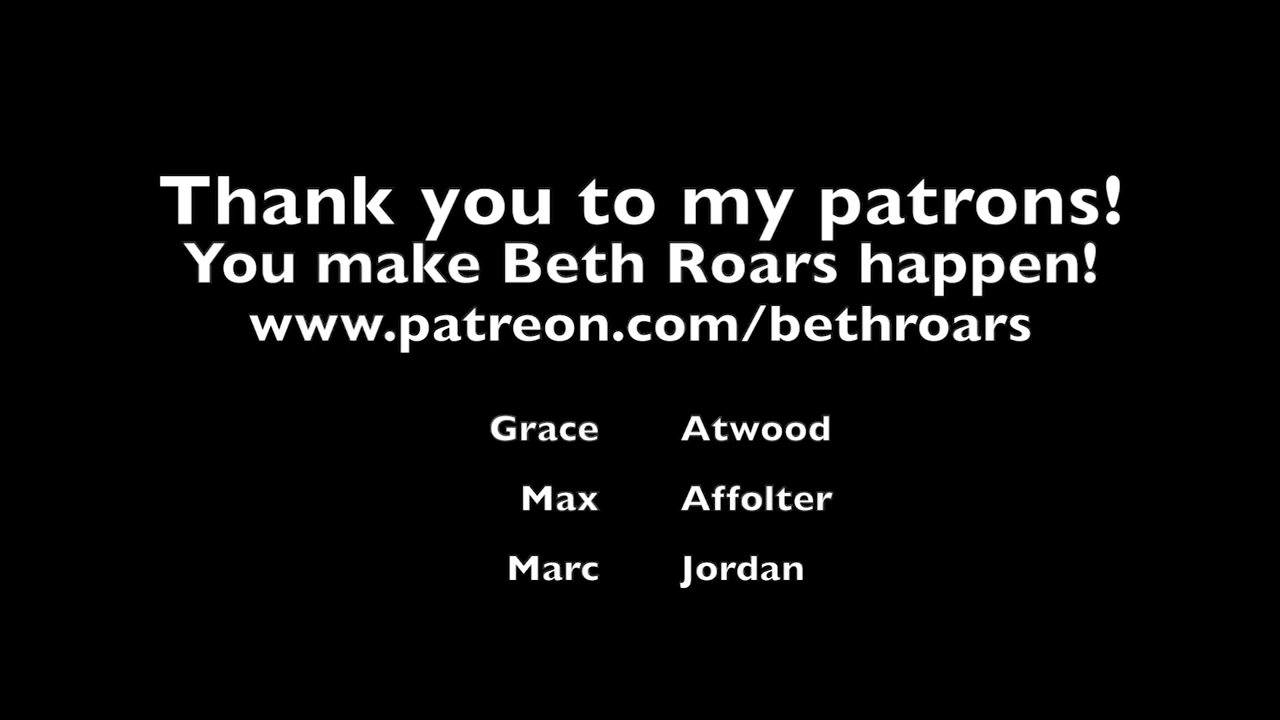 Thank you to my patrons!
You make Beth Roars happen!
www.patreon.com/bethroars
Grace Atwood
Max Affolter
Marc Jordan